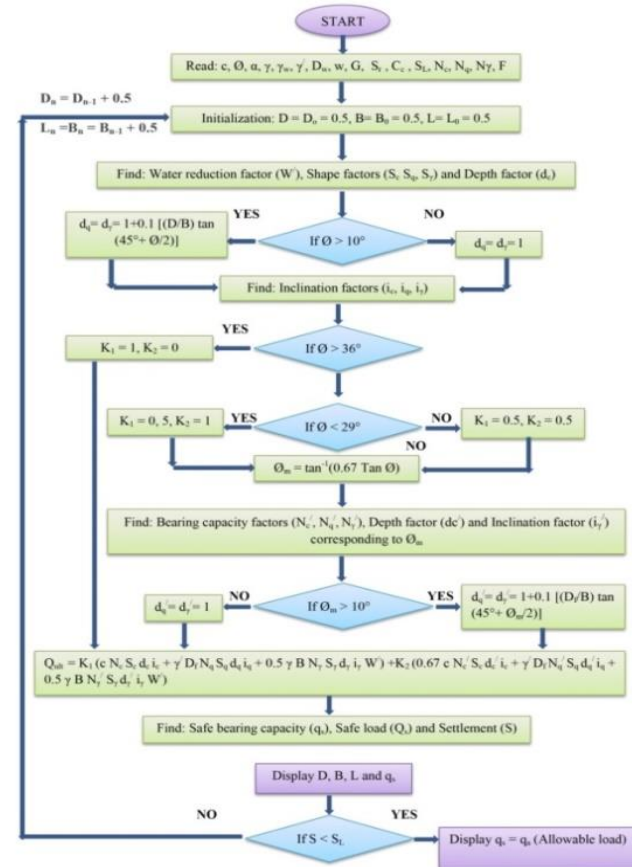 START
Read: c, Ø, α, γ, γw, γ′, Dw, w, G, Sr, Cc, SL, Nc, Nq, Nγ, F
Dn = Dn-1 + 0.5
Ln =Bn = Bn-1 + 0.5
Initialization: D = Do = 0.5, B= B0 = 0.5, L= L0 = 0.5
Find: Water reduction factor (W′), Shape factors (Sc Sq, Sγ) and Depth factor (dc)
YES
NO
dq= dγ= 1+0.1 [(D/B) tan
(45°+ Ø/2)]
If Ø > 10°
dq= dγ= 1
Find: Inclination factors (ic, iq, iγ)
YES
K1 = 1, K2 = 0
If Ø > 36°
K1 = 0, 5, K2 = 1
YES
If Ø < 29°
NO
K1 = 0.5, K2 = 0.5
NO
Øm = tan-1(0.67 Tan Ø)
Find: Bearing capacity factors (Nc′, Nq′, Nγ′), Depth factor (dc′) and Inclination factor (iγ′)
corresponding to Øm
NO
YES
dq′= dγ′= 1
If Øm > 10°
dq′= dγ′= 1+0.1 [(Df/B) tan
(45°+ Øm/2)]
= K1 (c Nc Sc dc ic + γ′ Df Nq Sq dq iq + 0.5 γ B Nγ Sγ dγ iγ W′) +K2 (0.67 c Nc′ Sc dc′ ic + γ′ Df Nq′ Sq dq′ iq +
0.5 γ B Nγ′ Sγ dγ′ iγ W′)
Find: Safe bearing capacity (qs), Safe load (Qs) and Settlement (S)
Display D, B, L and qs
NO
YES
If S < SL
Display qs = qs (Allowable load)